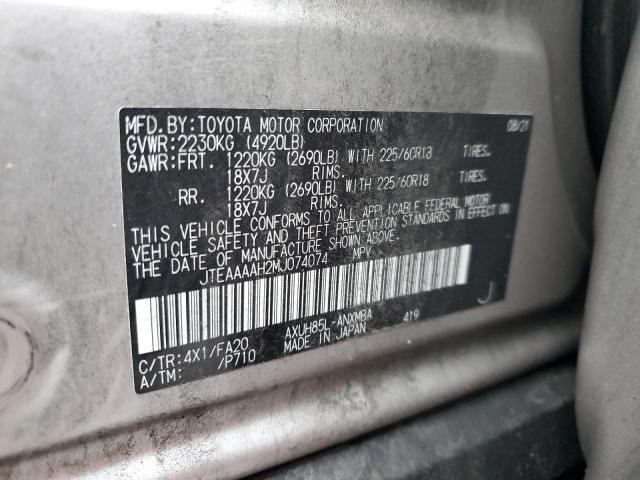 MFD.BY:TOYOTA MOTOR CORPORATION 08/21
GVWR:2230KG (4920LB)
GAWR:FRT. 1220KG (2690LB) WITH 225/60R18 TIRES,
18X7J RIMS.
RR. 1220KG (2690LB) WITH 225/60R18 TIRES,
18X7J RIMS.
THIS VEHICLE CONFORMS TO ALL APPLICABLE FEDERAL MOTOR
VEHICLE SAFETY AND THEFT PREVENTION STANDARDS IN EFFECT ON
THE DATE OF MANUFACTURE SHOWN ABOVE.
JTEAAAAH2MJ074074 MPV
C/TR:4X1/FA20 AXUH85L-ANXMBA 419 J
A/TM: /P710 MADE IN JAPAN